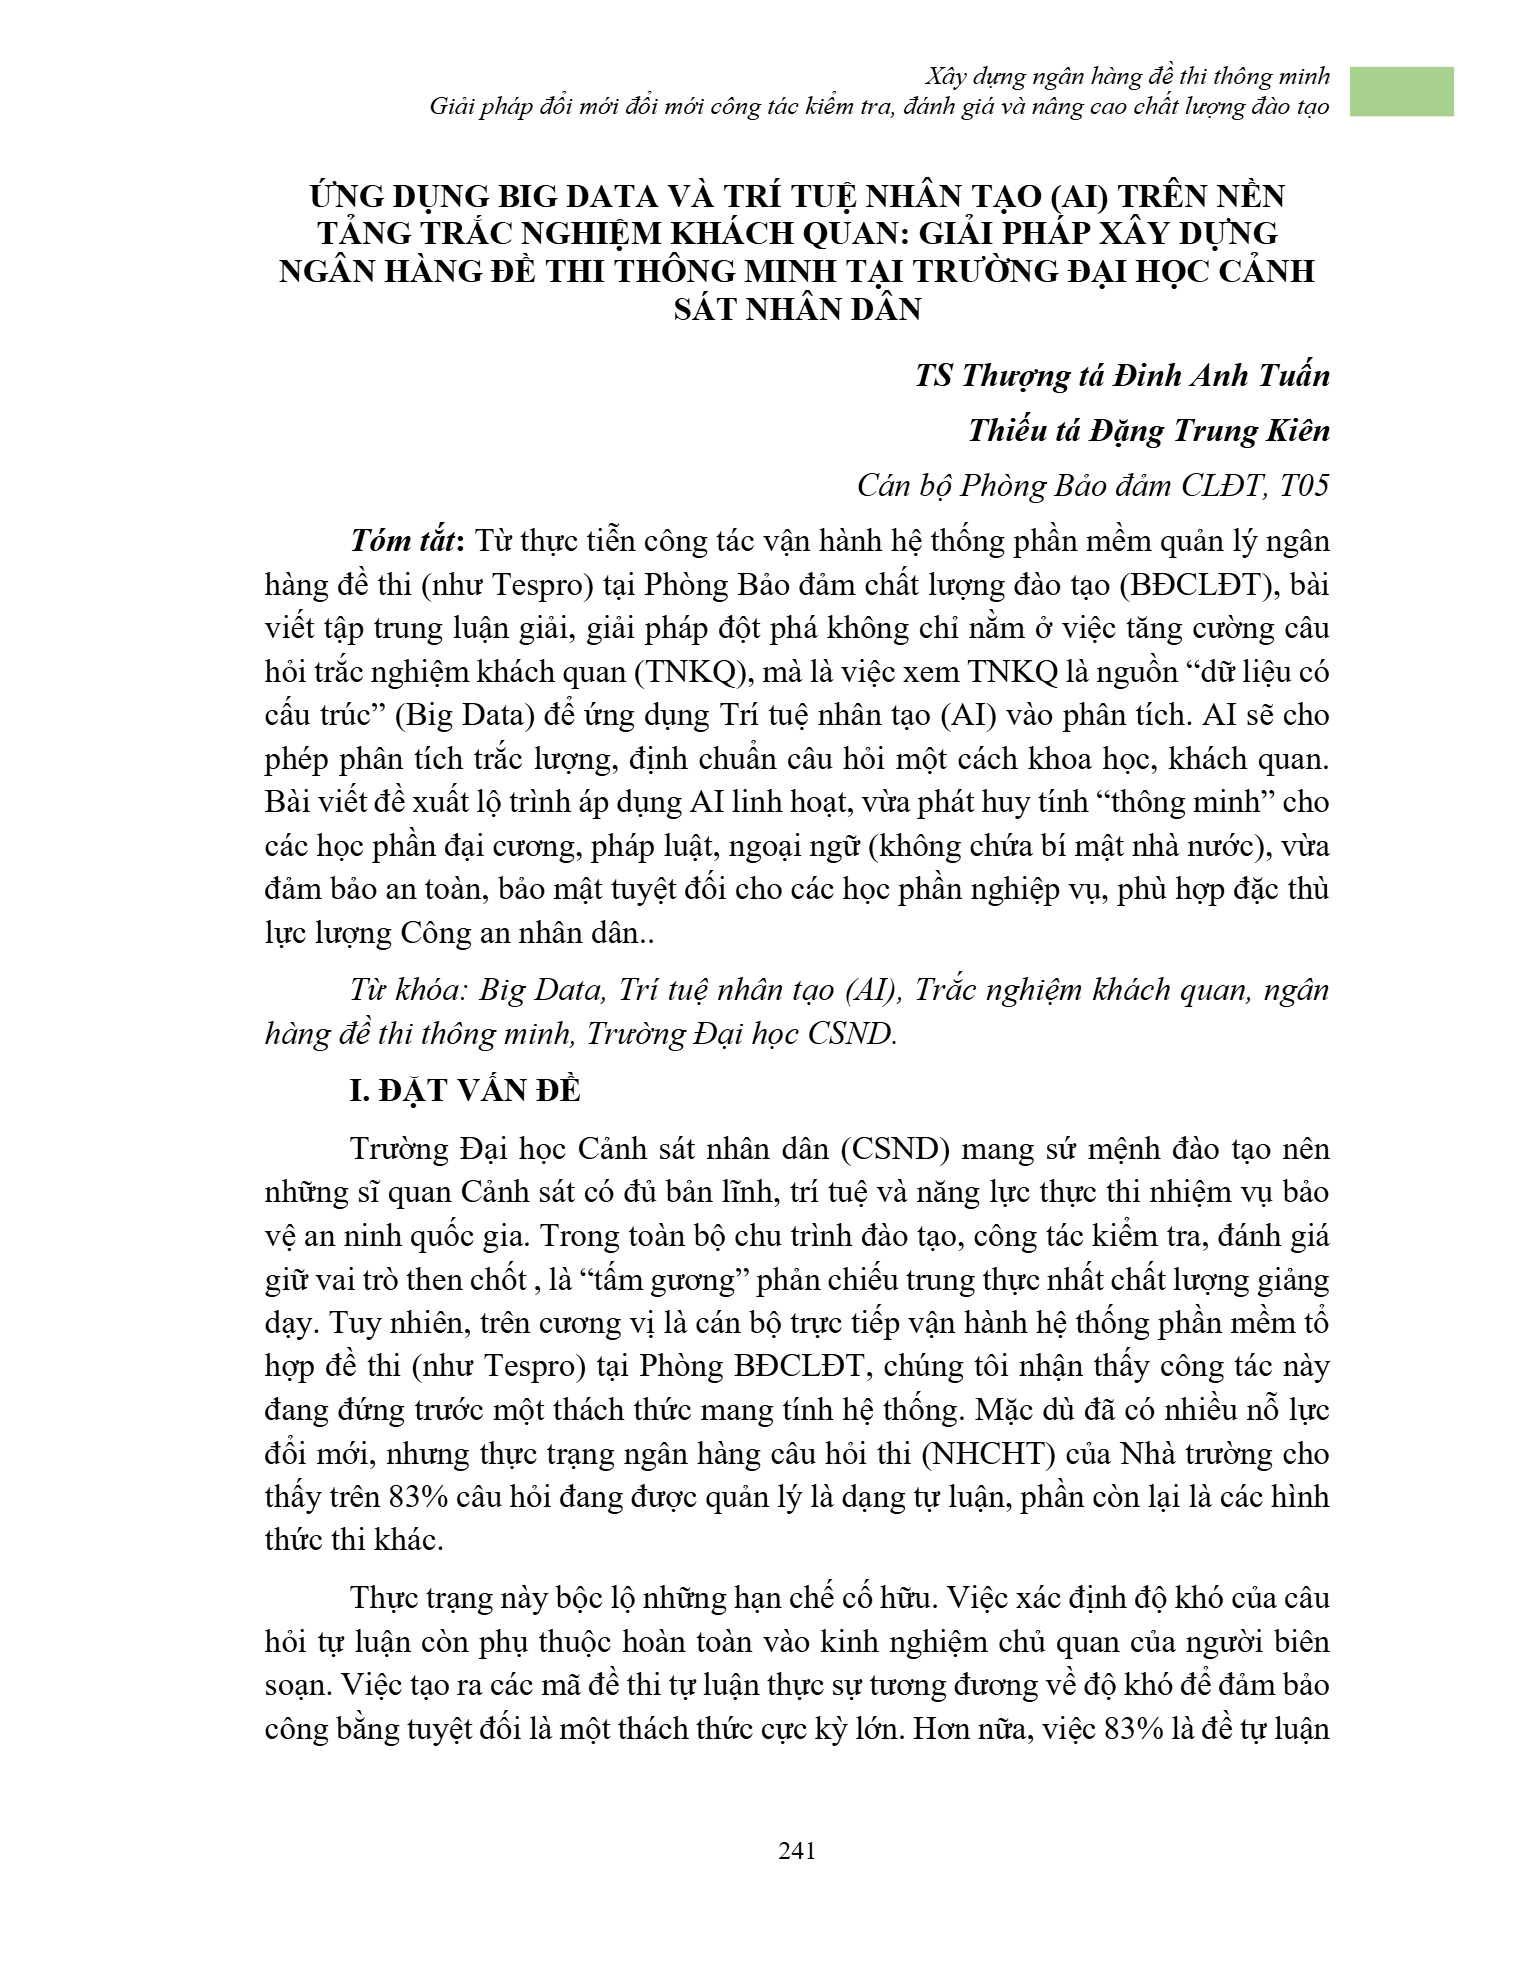 Xây dựng ngân hàng đề thi thông minh
Giải pháp đổi mới đổi mới công tác kiểm tra, đánh giá và nâng cao chất lượng đào tạo
ỨNG DỤNG BIG DATA VÀ TRÍ TUỆ NHÂN TẠO (AI) TRÊN NỀN
TẢNG TRẮC NGHIỆM KHÁCH QUAN: GIẢI PHÁP XÂY DỰNG
NGÂN HÀNG ĐỀ THI THÔNG MINH TẠI TRƯỜNG ĐẠI HỌC CẢNH
SÁT NHÂN DÂN
TS Thượng tá Đinh Anh Tuấn
Thiếu tá Đặng Trung Kiên
Cán bộ Phòng Bảo đảm CLĐT, T05
Tóm tắt: Từ thực tiễn công tác vận hành hệ thống phần mềm quản lý ngân
hàng đề thi (như Tespro) tại Phòng Bảo đảm chất lượng đào tạo (BĐCLĐT), bài
viết tập trung luận giải, giải pháp đột phá không chỉ nằm ở việc tăng cường câu
hỏi trắc nghiệm khách quan (TNKQ), mà là việc xem TNKQ là nguồn “dữ liệu có
cấu trúc” (Big Data) để ứng dụng Trí tuệ nhân tạo (AI) vào phân tích. AI sẽ cho
phép phân tích trắc lượng, định chuẩn câu hỏi một cách khoa học, khách quan.
Bài viết đề xuất lộ trình áp dụng AI linh hoạt, vừa phát huy tính “thông minh” cho
các học phần đại cương, pháp luật, ngoại ngữ (không chứa bí mật nhà nước), vừa
đảm bảo an toàn, bảo mật tuyệt đối cho các học phần nghiệp vụ, phù hợp đặc thù
lực lượng Công an nhân dân..
Từ khóa: Big Data, Trí tuệ nhân tạo (AI), Trắc nghiệm khách quan, ngân
hàng đề thi thông minh, Trường Đại học CSND.
I. ĐẶT VẤN ĐỀ
Trường Đại học Cảnh sát nhân dân (CSND) mang sứ mệnh đào tạo nên
những sĩ quan Cảnh sát có đủ bản lĩnh, trí tuệ và năng lực thực thi nhiệm vụ bảo
vệ an ninh quốc gia. Trong toàn bộ chu trình đào tạo, công tác kiểm tra, đánh giá
giữ vai trò then chốt , là “tấm gương” phản chiếu trung thực nhất chất lượng giảng
dạy. Tuy nhiên, trên cương vị là cán bộ trực tiếp vận hành hệ thống phần mềm tổ
hợp đề thi (như Tespro) tại Phòng BĐCLĐT, chúng tôi nhận thấy công tác này
đang đứng trước một thách thức mang tính hệ thống. Mặc dù đã có nhiều nỗ lực
đổi mới, nhưng thực trạng ngân hàng câu hỏi thi (NHCHT) của Nhà trường cho
thấy trên 83% câu hỏi đang được quản lý là dạng tự luận, phần còn lại là các hình
thức thi khác.
Thực trạng này bộc lộ những hạn chế cố hữu. Việc xác định độ khó của câu
hỏi tự luận còn phụ thuộc hoàn toàn vào kinh nghiệm chủ quan của người biên
soạn. Việc tạo ra các mã đề thi tự luận thực sự tương đương về độ khó để đảm bảo
công bằng tuyệt đối là một thách thức cực kỳ lớn. Hơn nữa, việc 83% là đề tự luận
241